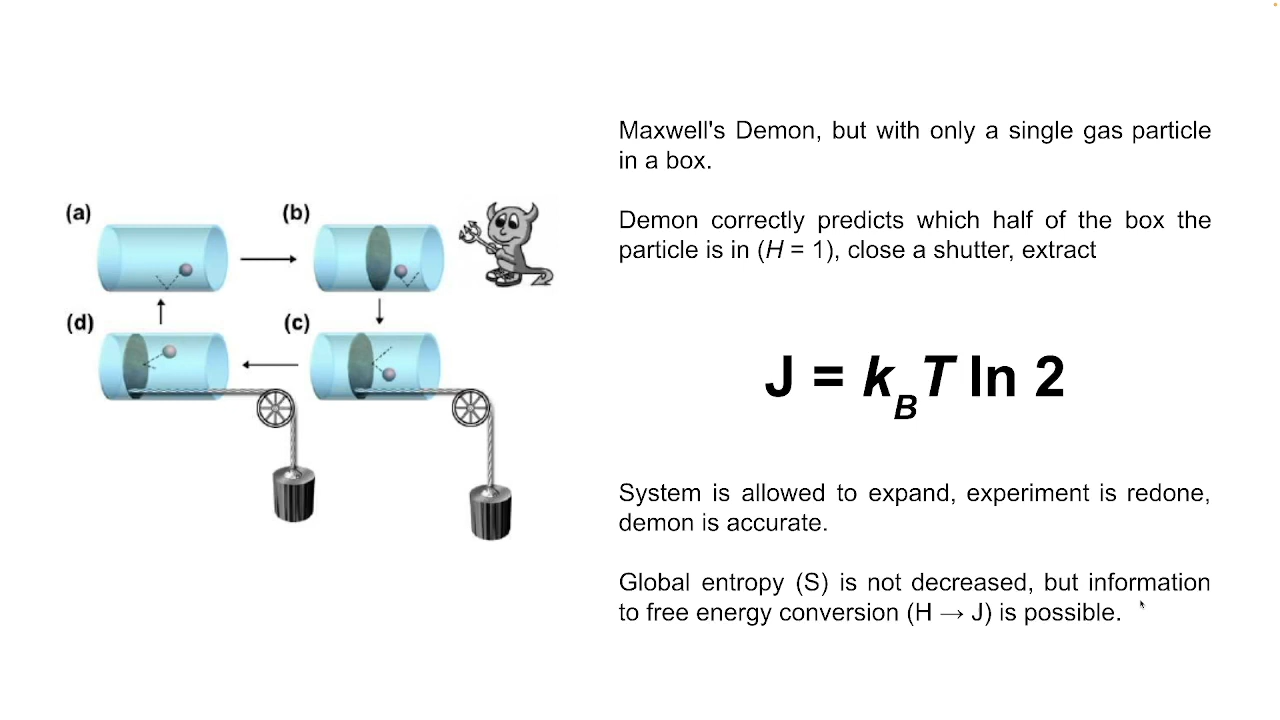 Maxwell's Demon, but with only a single gas particle
in a box.
Demon correctly predicts which half of the box the
particle is in (H = 1), close a shutter, extract
J = k_B T ln 2
System is allowed to expand, experiment is redone,
demon is accurate.
Global entropy (S) is not decreased, but information
to free energy conversion (H → J) is possible.
(a)
(b)
(d)
(c)